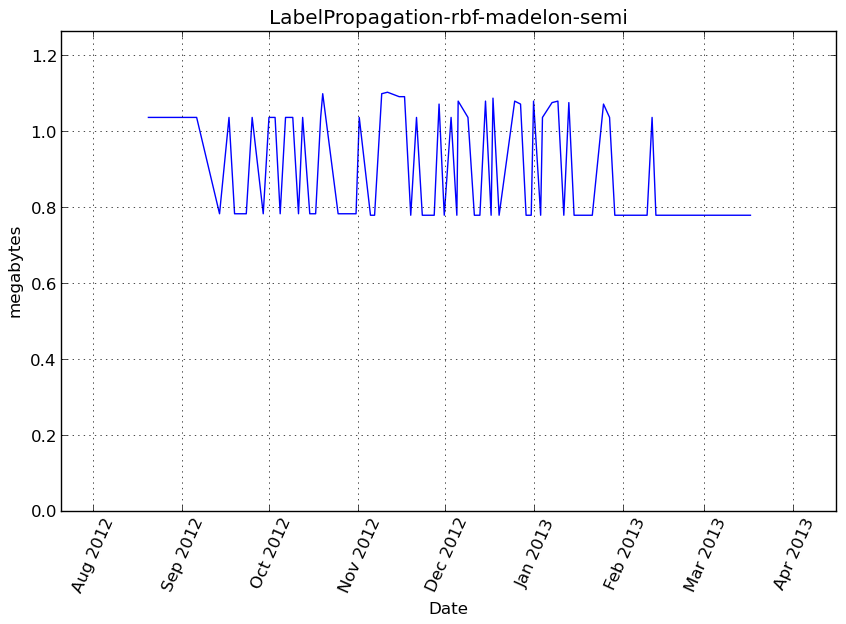 LabelPropagation-rbf-madelon-semi
1.2
1.0
0.8
0.6
0.4
0.2
0.0
megabytes
Aug 2012
Sep 2012
Oct 2012
Nov 2012
Dec 2012
Jan 2013
Feb 2013
Mar 2013
Apr 2013
Date